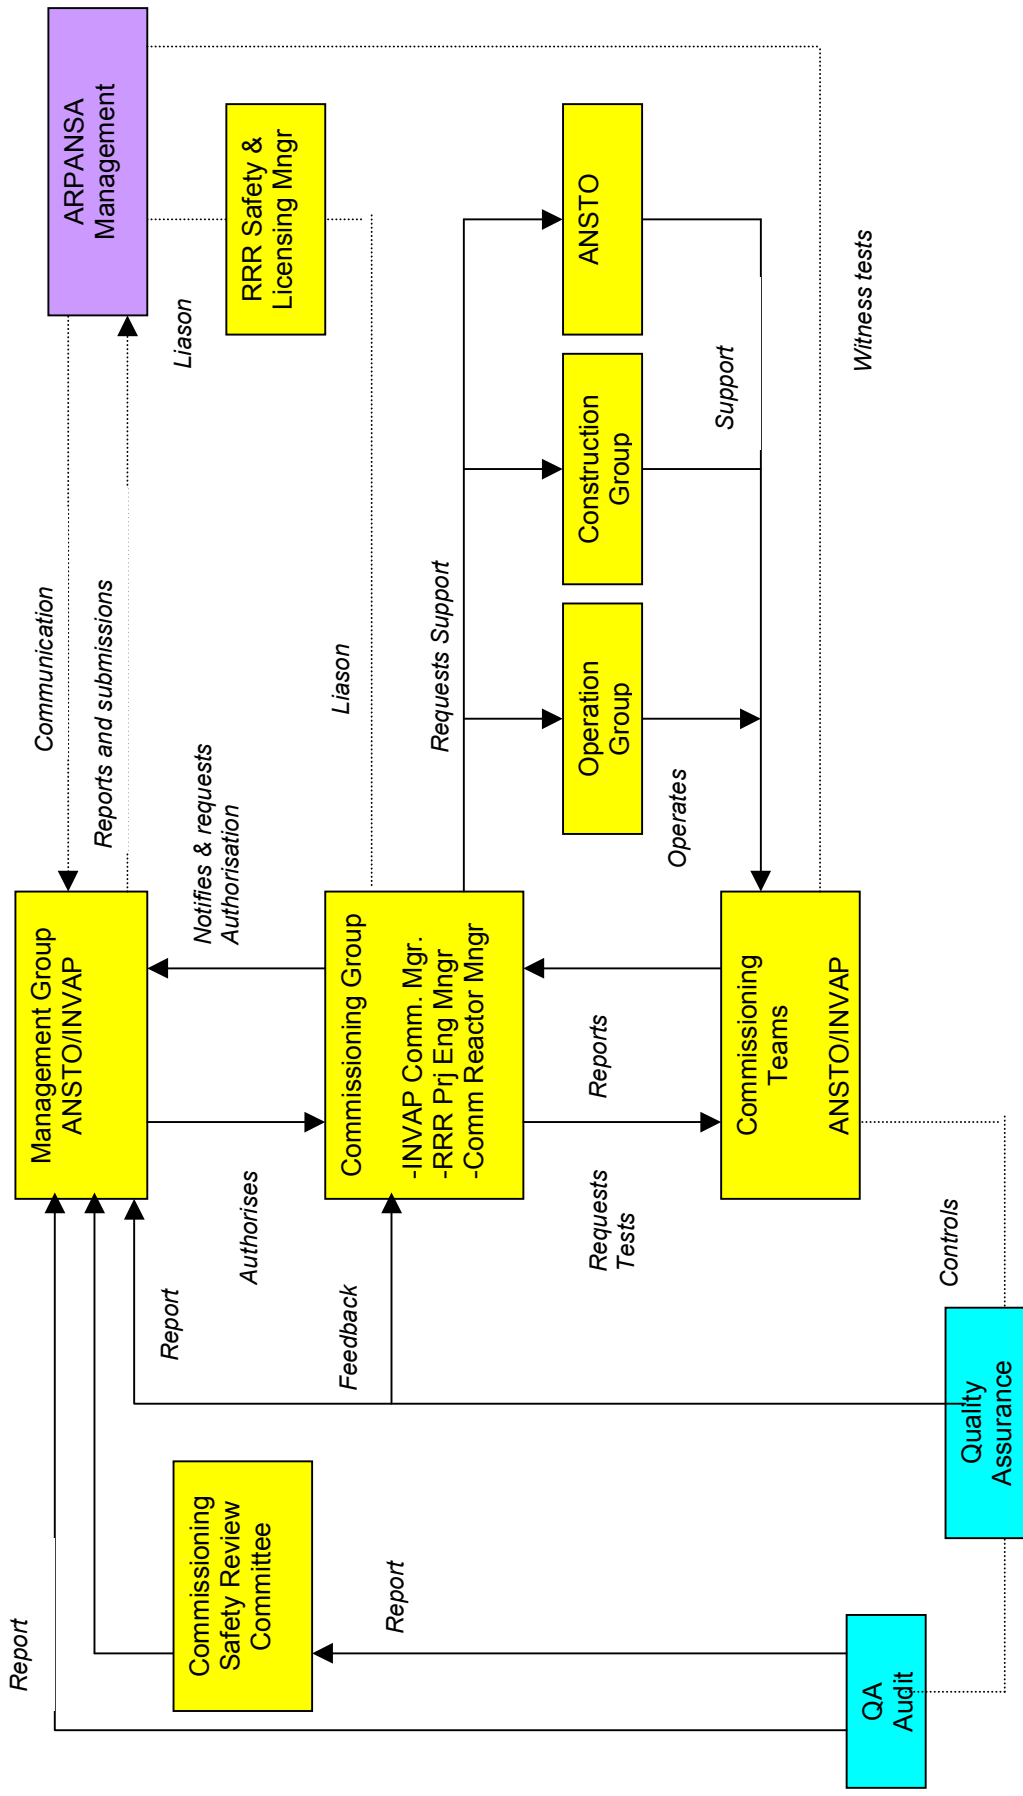 Report
Commissioning
Safety Review
Committee
Report
QA
Audit
Management Group
ANSTO/INVAP
Communication
Reports and submissions
ARPANSA
Management
Report
Authorises
Notifies & requests
Authorisation
Liason
RRR Safety &
Licensing Mngr
Feedback
Commissioning Group
-INVAP Comm. Mgr.
-RRR Prj Eng Mngr
-Comm Reactor Mngr
Liason
Requests Support
Requests
Tests
Reports
Operation
Group
Construction
Group
ANSTO
Operates
Support
Commissioning
Teams
ANSTO/INVAP
Witness tests
Controls
Quality
Assurance